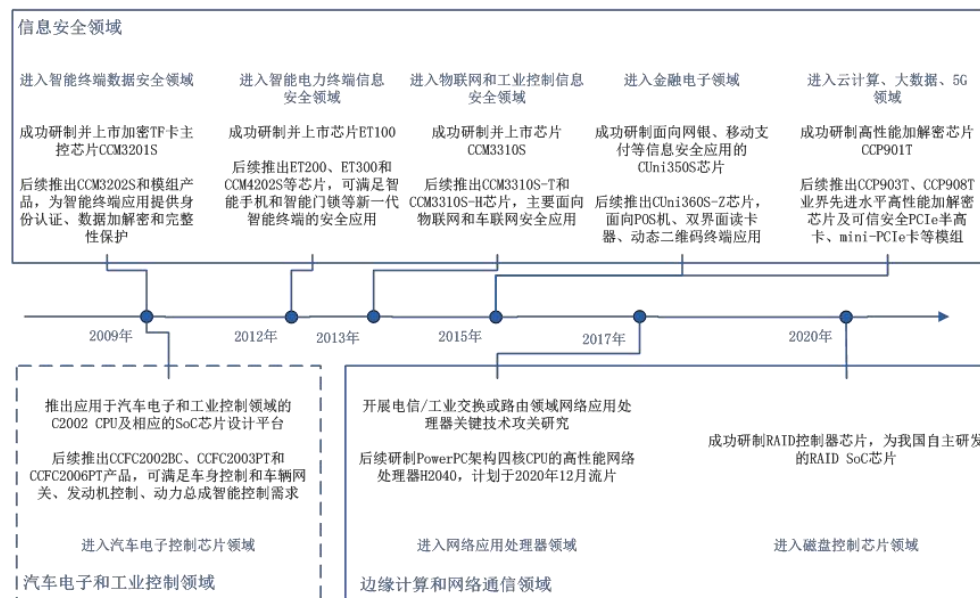 信息安全领域
进入智能终端数据安全领域
成功研制并上市加密TF卡主
控芯片CCM3201S
后续推出CCM3202S和模组产
品，为智能终端应用提供身
份认证、数据加解密和完整
性保护
进入智能电力终端信息
安全领域
成功研制并上市芯片ET100
后续推出ET200、ET300和
CCM4202S等芯片，可满足智
能手机和智能门锁等新一代
智能终端的安全应用
进入物联网和工业控制信息
安全领域
成功研制并上市芯片
CCM3310S
后续推出CCM3310S-T和
CCM3310S-H芯片，主要面向
物联网和车联网安全应用
进入金融电子领域
成功研制面向网银、移动支
付等信息安全应用的
CUni350S芯片
后续推出CUni360S-Z芯片，
面向POS机、双界面读卡
器、动态二维码终端应用
进入云计算、大数据、5G
领域
成功研制高性能加解密芯片
CCP901T
后续推出CCP903T、CCP908T
业界先进水平高性能加解密
芯片及可信安全PCIe半高
卡、mini-PCIe卡等模组
2009年
2012年
2013年
2015年
2017年
2020年
推出应用于汽车电子和工业控制领域的
C2002 CPU及相应的SoC芯片设计平台
后续推出CCFC2002BC、CCFC2003PT和
CCFC2006PT产品，可满足车身控制和车辆网
关、发动机控制、动力总成智能控制需求
进入汽车电子控制芯片领域
汽车电子和工业控制领域
开展电信/工业交换或路由领域网络应用处
理器关键技术攻关研究
后续研制PowerPC架构四核CPU的高性能网络
处理器H2040，计划于2020年12月流片
进入网络应用处理器领域
成功研制RAID控制器芯片，为我国自主研发
的RAID SoC芯片
进入磁盘控制芯片领域
边缘计算和网络通信领域